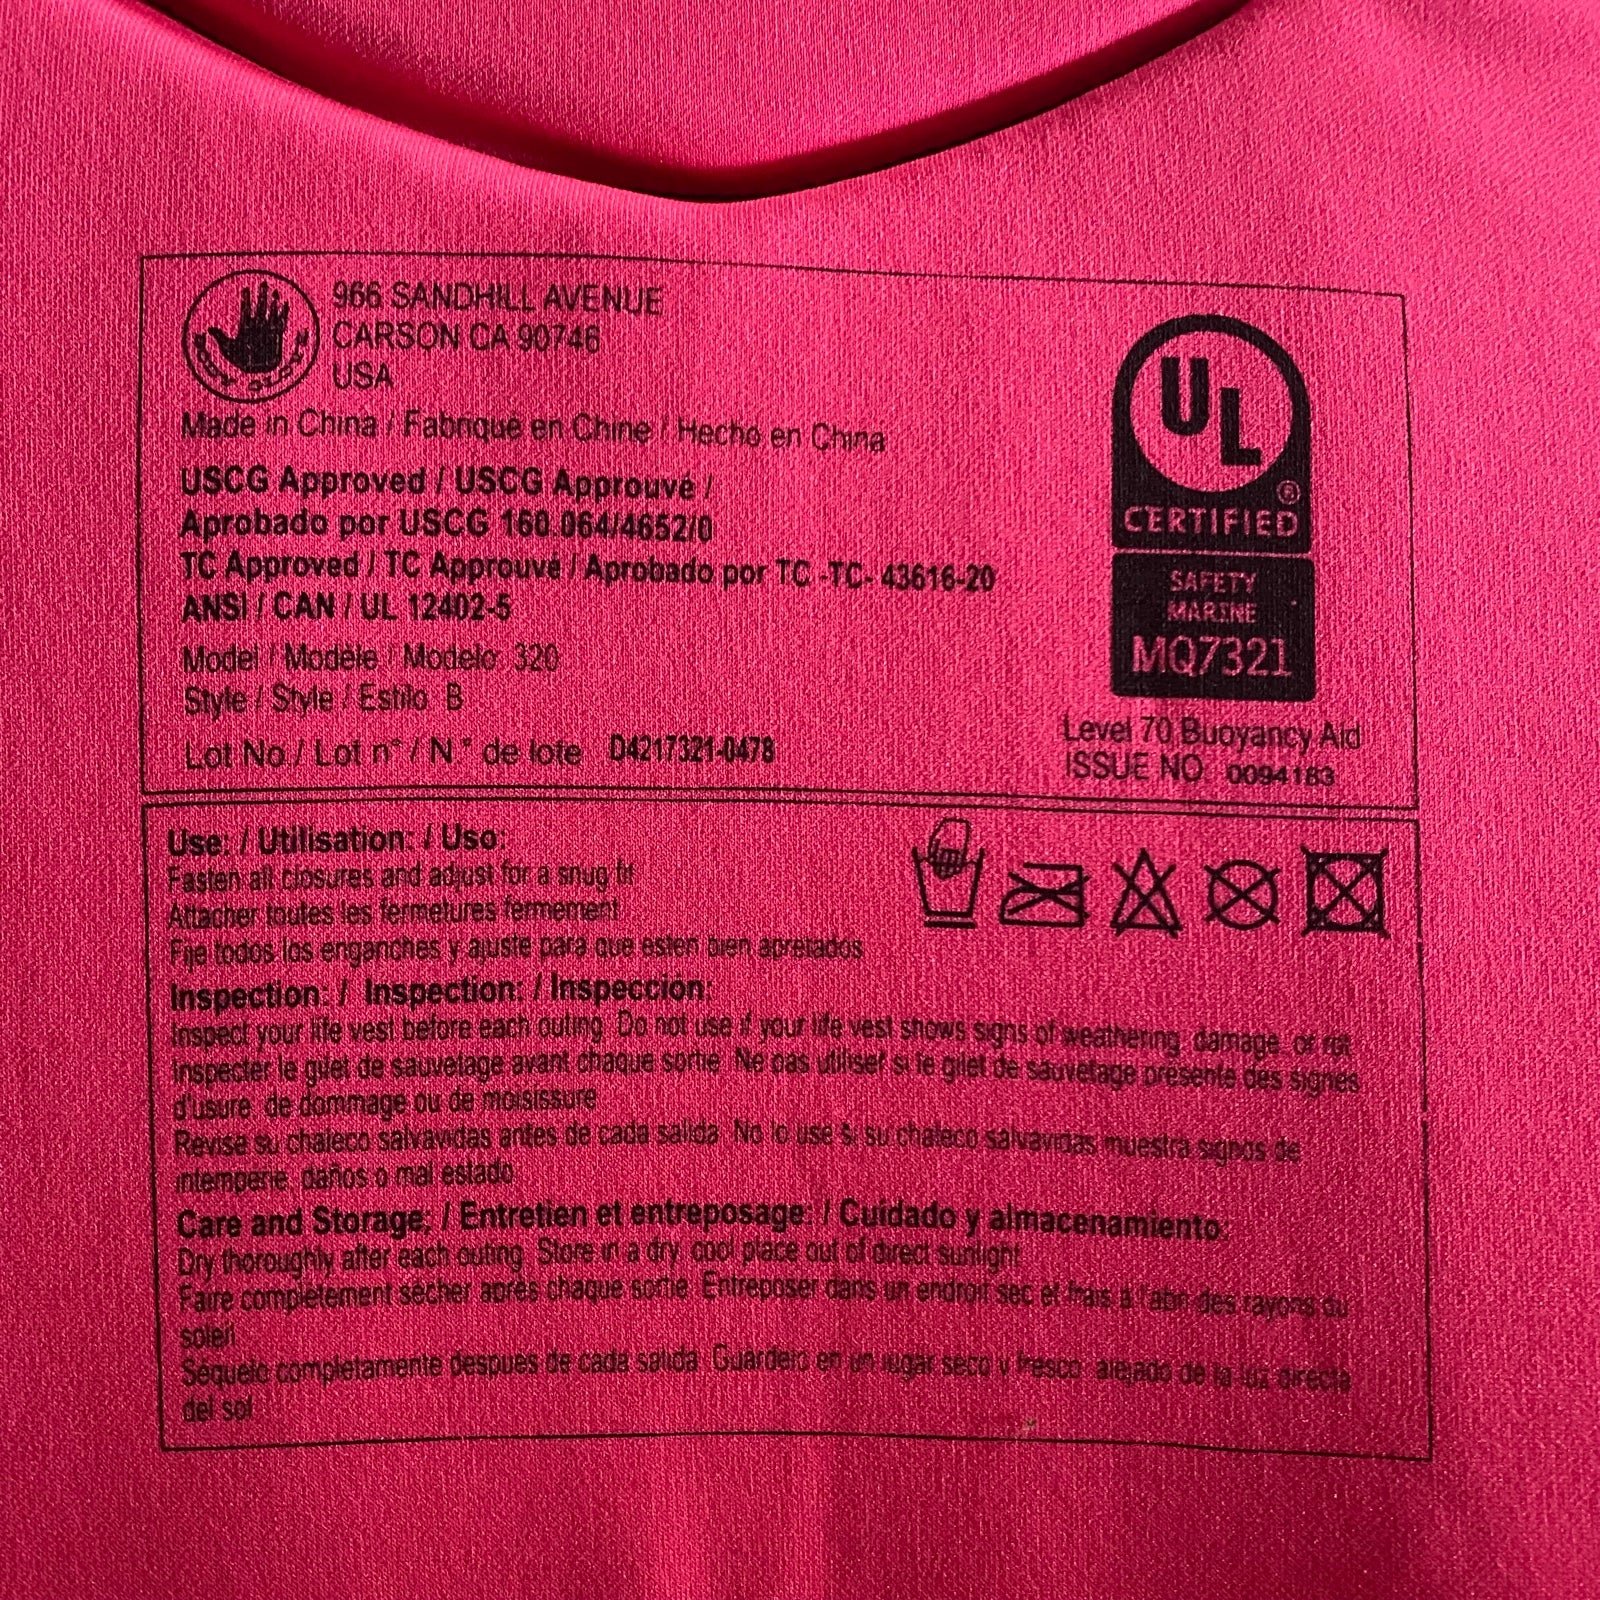 BODY GLOVE
966 SANDHILL AVENUE
CARSON CA 90746
USA
Made in China / Fabrique en Chine / Hecho en China
USCG Approved / USCG Approuvé /
Aprobado por USCG 160.064/4652/0
TC Approved / TC Approuvé / Aprobado por TC -TC- 43616-20
ANSI / CAN / UL 12402-5
Model / Modèle / Modelo 320
Style / Style / Estilo B
Lot No / Lot n° / N° de lote D4217321-0478
UL ®
CERTIFIED
SAFETY
MARINE
MQ7321
Level 70 Buoyancy Aid
ISSUE NO. 0094183
Use: / Utilisation: / Uso:
Fasten all closures and adjust for a snug fit
Attacher toutes les fermetures fermement
Fije todos los enganches y ajuste para que esten bien apretados
Inspection: / Inspection: / Inspeccion:
Inspect your life vest before each outing. Do not use if your life vest shows signs of weathering, damage, or rot
Inspecter le gilet de sauvetage avant chaque sortie. Ne pas utiliser si le gilet de sauvetage présente des signes
d'usure, de dommage ou de moisissure
Revise su chaleco salvavidas antes de cada salida. No lo use si su chaleco salvavidas muestra signos de
intemperie, daños o mal estado
Care and Storage: / Entretien et entreposage: / Cuidado y almacenamiento:
Dry thoroughly after each outing. Store in a dry, cool place out of direct sunlight
Faire complètement sécher après chaque sortie. Entreposer dans un endroit sec et frais à l'abri des rayons du
soleil
Séquelo completamente después de cada salida. Guardelo en un lugar seco y fresco, alejado de la luz directa
del sol